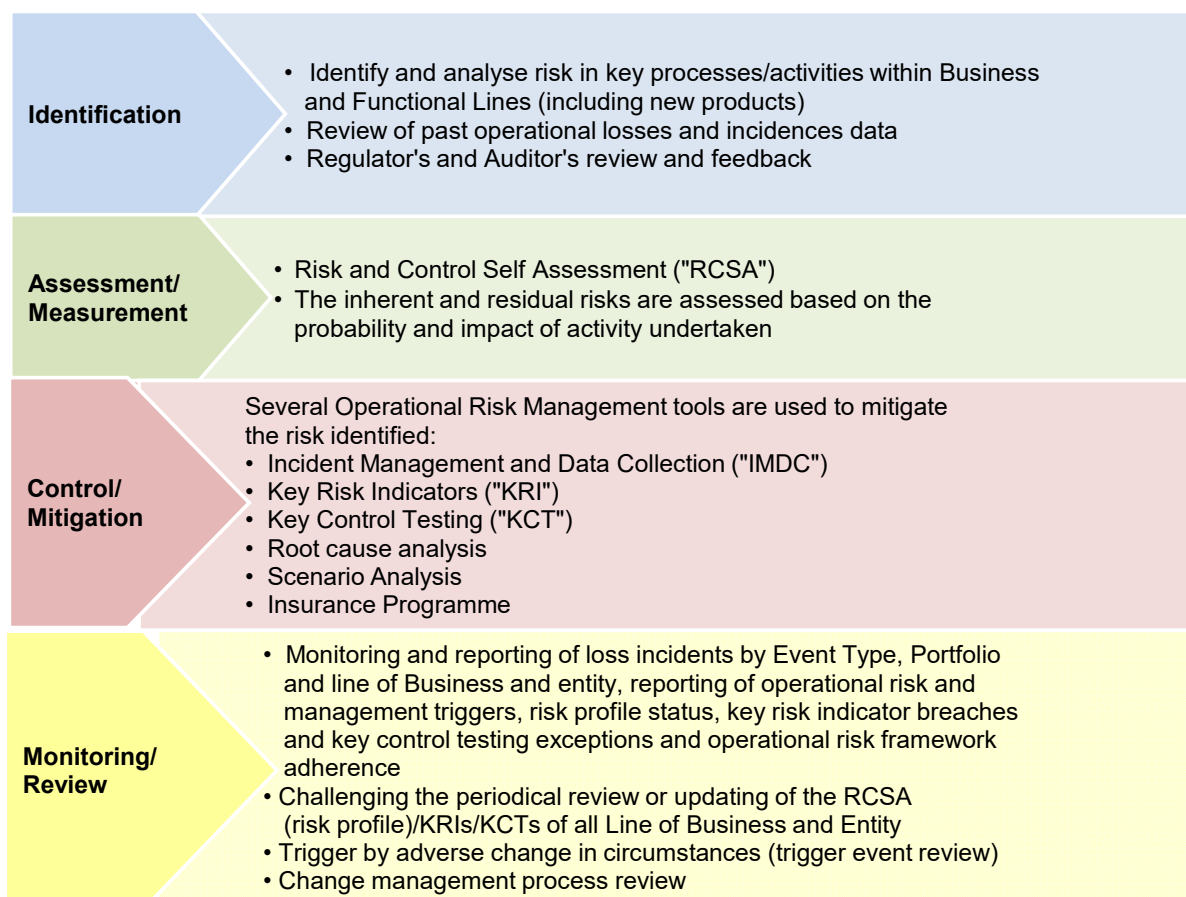 Identification
• Identify and analyse risk in key processes/activities within Business
and Functional Lines (including new products)
• Review of past operational losses and incidences data
• Regulator's and Auditor's review and feedback
Assessment/
Measurement
• Risk and Control Self Assessment ("RCSA")
• The inherent and residual risks are assessed based on the
probability and impact of activity undertaken
Control/
Mitigation
Several Operational Risk Management tools are used to mitigate
the risk identified:
• Incident Management and Data Collection ("IMDC")
• Key Risk Indicators ("KRI")
• Key Control Testing ("KCT")
• Root cause analysis
• Scenario Analysis
• Insurance Programme
Monitoring/
Review
• Monitoring and reporting of loss incidents by Event Type, Portfolio
and line of Business and entity, reporting of operational risk and
management triggers, risk profile status, key risk indicator breaches
and key control testing exceptions and operational risk framework
adherence
• Challenging the periodical review or updating of the RCSA
(risk profile)/KRIs/KCTs of all Line of Business and Entity
• Trigger by adverse change in circumstances (trigger event review)
• Change management process review